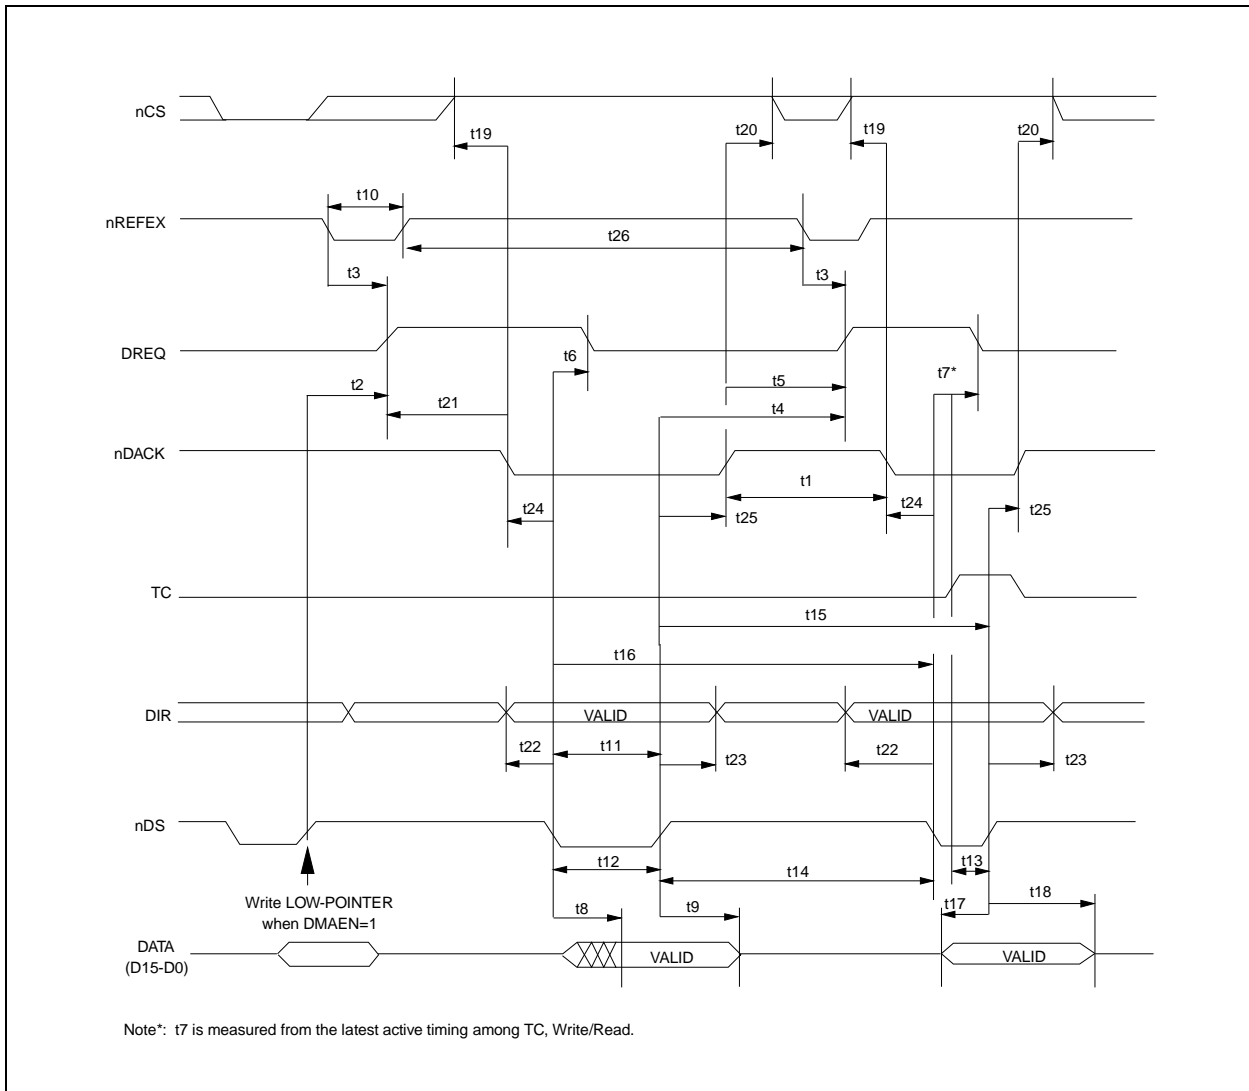 nCS
t19
t20
t19
t20
t10
nREFEX
t26
t3
t3
DREQ
t6
t7*
t2
t5
t21
t4
nDACK
t1
t24
t25
t24
t25
TC
t15
t16
DIR
VALID
VALID
t22
t11
t23
t22
t23
nDS
t12
t13
t14
Write LOW-POINTER
when DMAEN=1
t8
t9
t17
t18
DATA
(D15-D0)
VALID
VALID
Note*: t7 is measured from the latest active timing among TC, Write/Read.